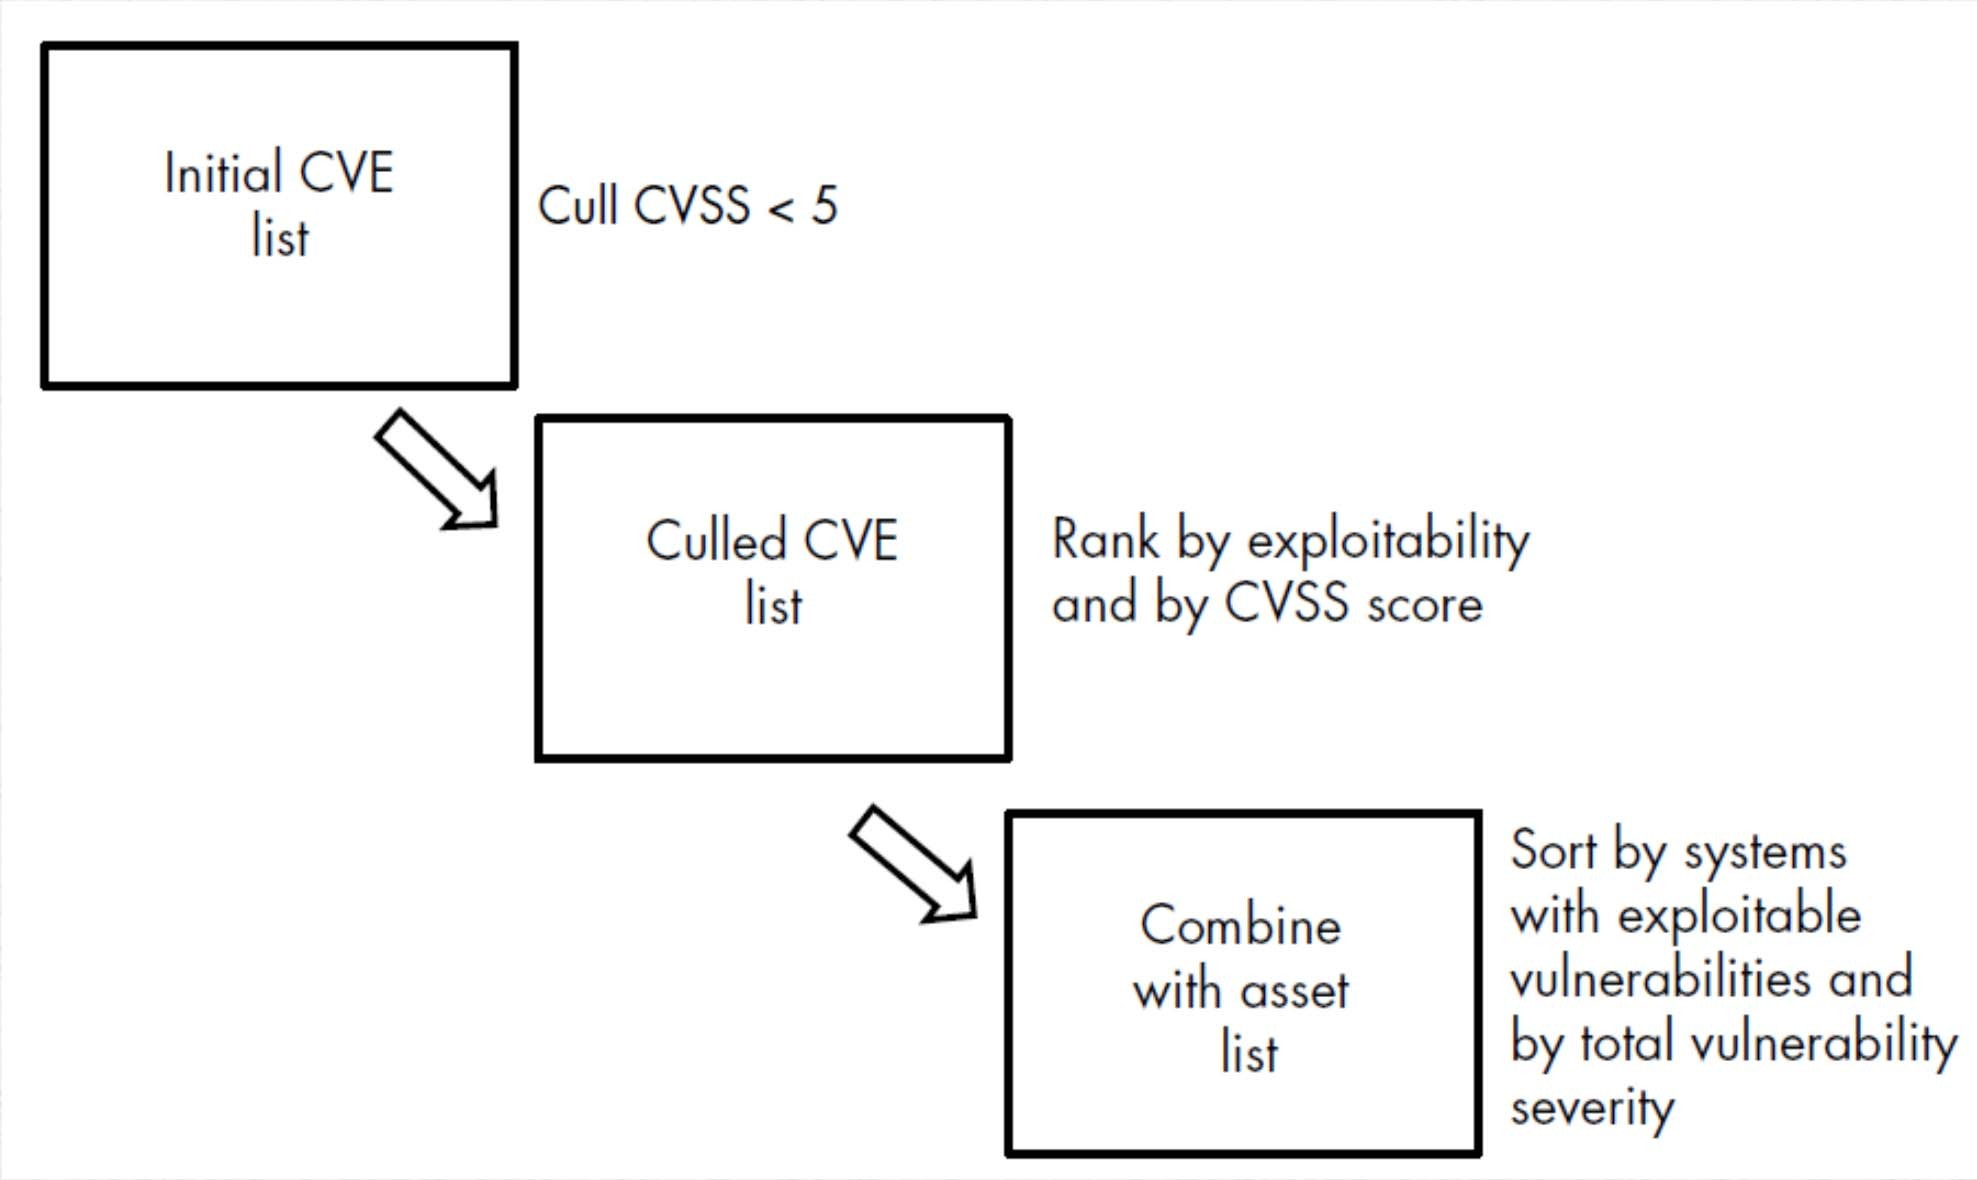 Initial CVE
list
Cull CVSS < 5
Culled CVE
list
Rank by exploitability
and by CVSS score
Combine
with asset
list
Sort by systems
with exploitable
vulnerabilities and
by total vulnerability
severity